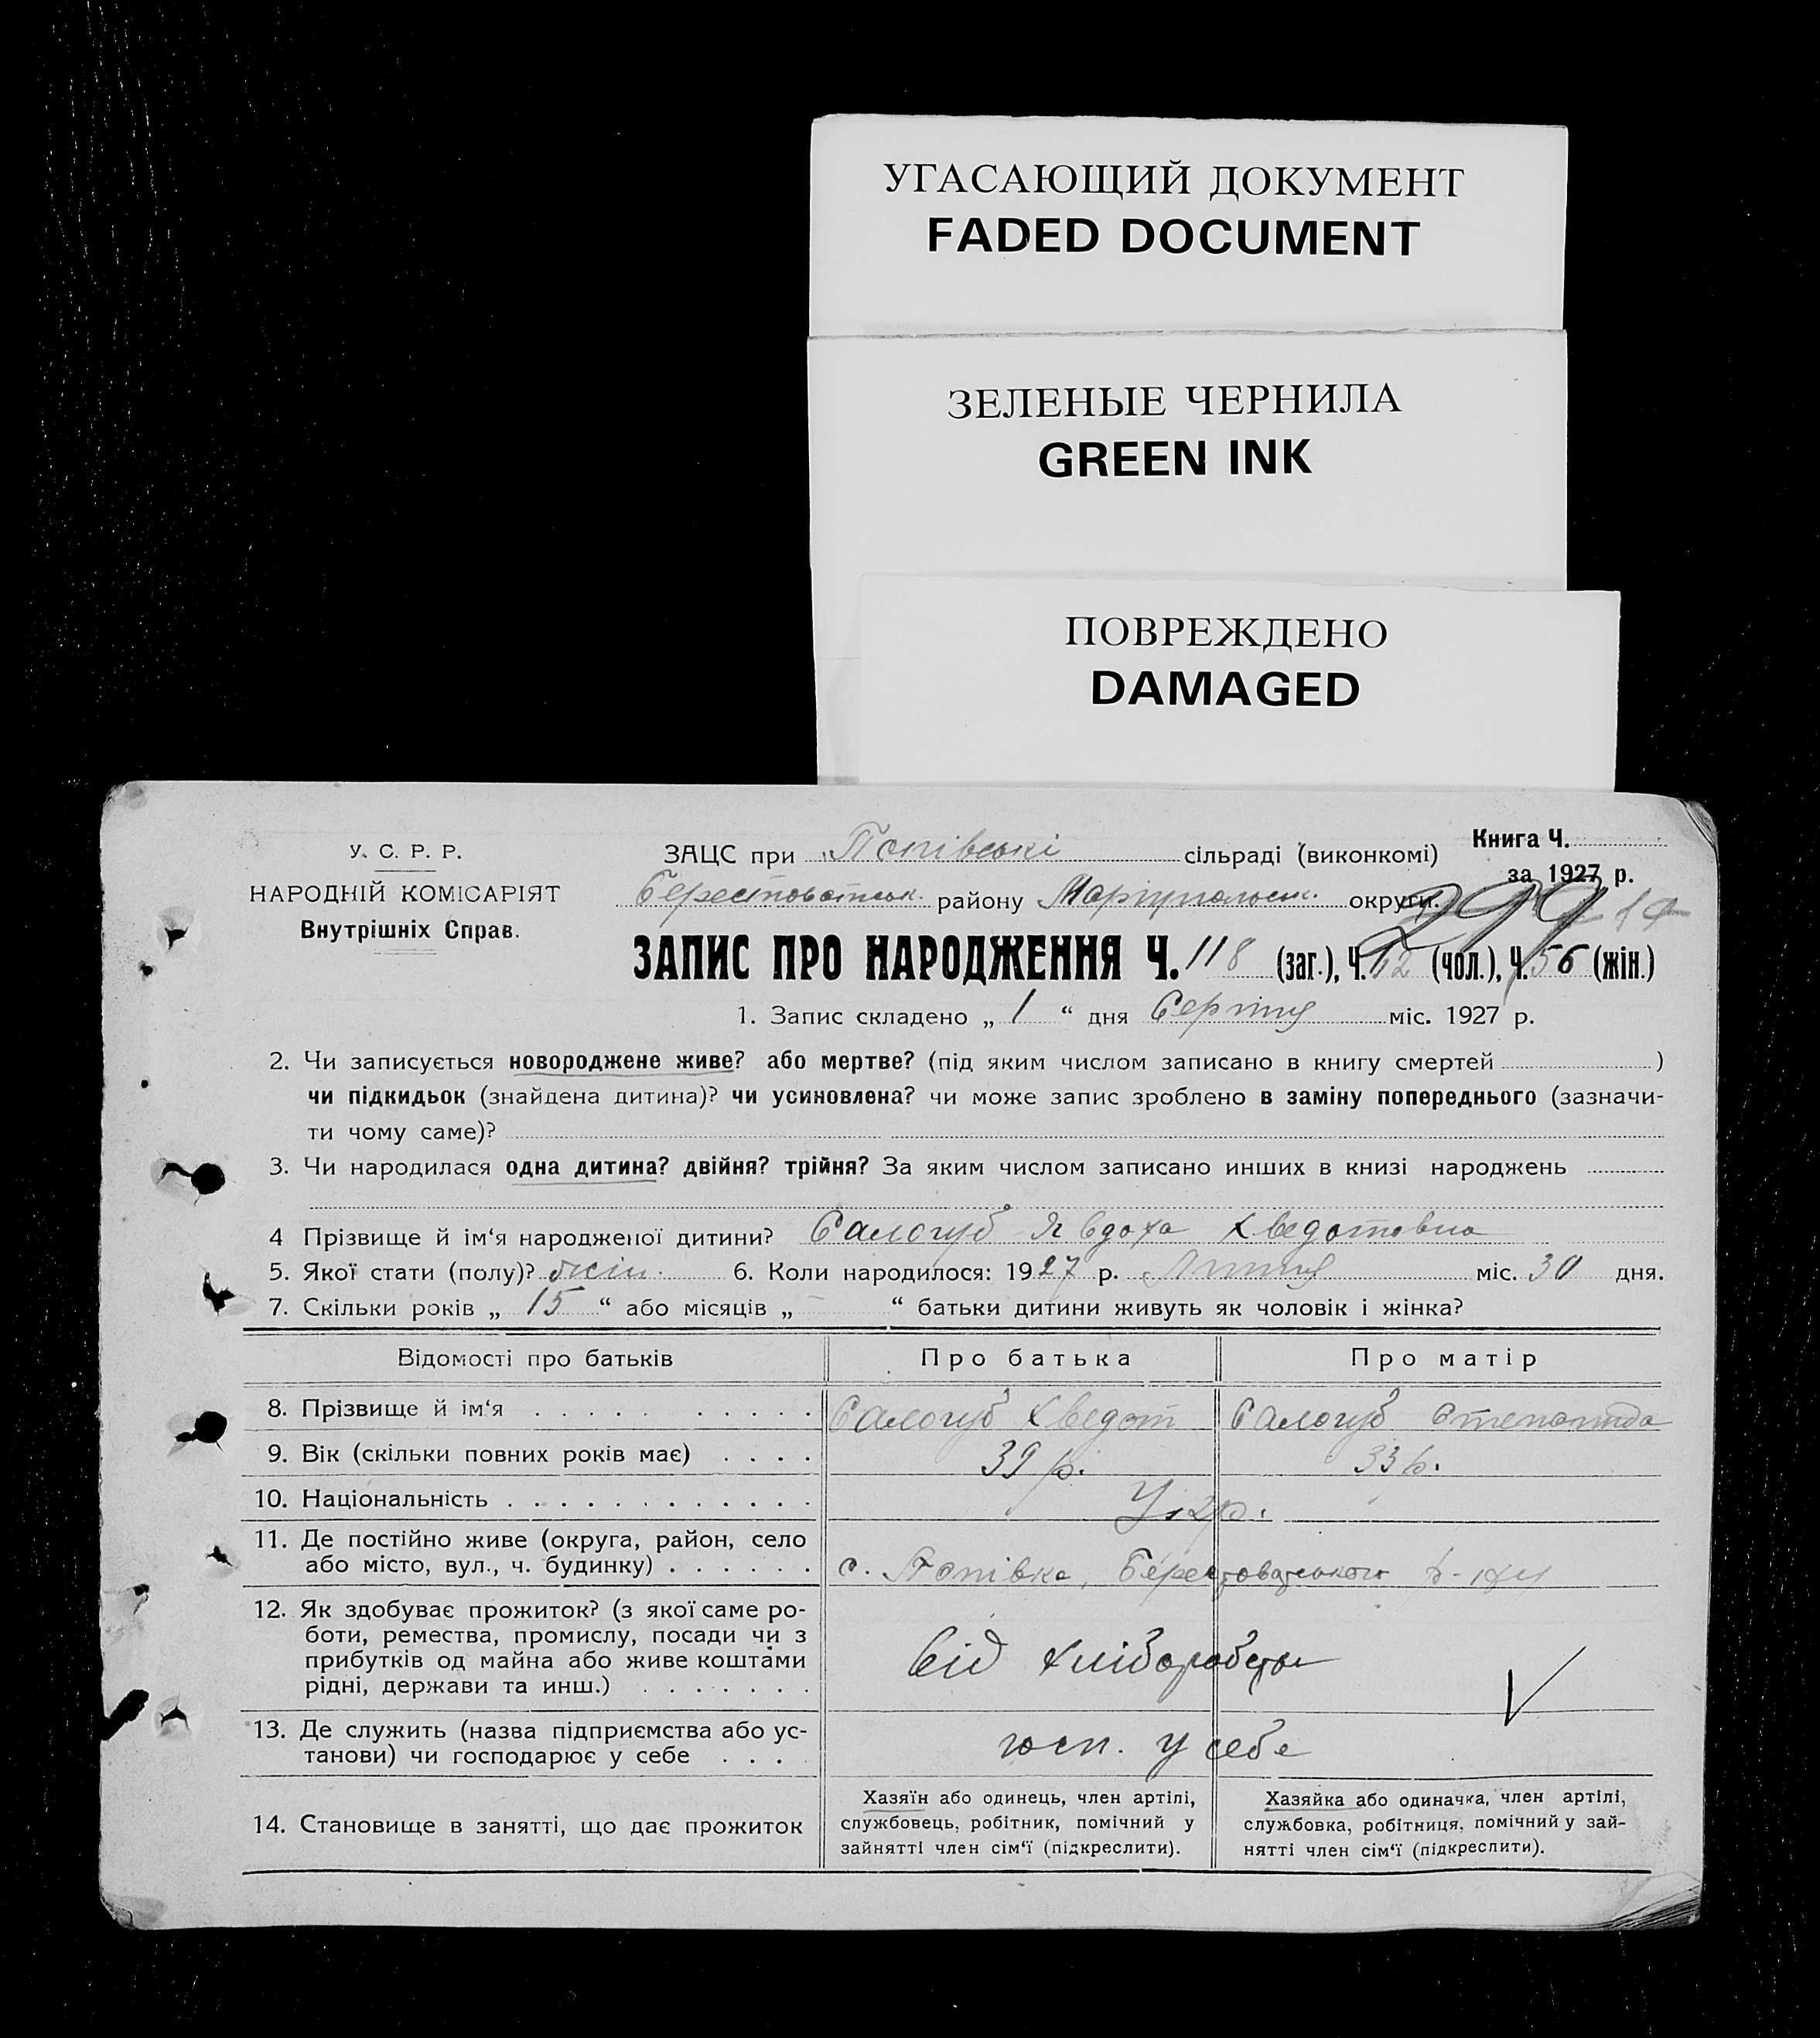 УГАСАЮЩИЙ ДОКУМЕНТ
FADED DOCUMENT
ЗЕЛЕНЫЕ ЧЕРНИЛА
GREEN INK
ПОВРЕЖДЕНО
DAMAGED
У. С. Р. Р.
НАРОДНІЙ КОМІСАРІЯТ
Внутрішніх Справ.
ЗАЦС при Попівські сільраді (виконкомі)
Книга Ч.
за 1927 р.
Берестоватськ. району Маріупольськ. округи.
299
ЗАПИС ПРО НАРОДЖЕННЯ Ч. 118 (заг.), Ч. 62 (чол.), Ч. 56 (жін.)
1. Запис складено „ 1 “ дня Серпня міс. 1927 р.
2. Чи записується новороджене живе? або мертве? (під яким числом записано в книгу смертей )
чи підкидьок (знайдена дитина)? чи усиновлена? чи може запис зроблено в заміну попереднього (зазначи-
ти чому саме)?
3. Чи народилася одна дитина? двійня? трійня? За яким числом записано инших в книзі народжень
4 Прізвище й ім‘я народженої дитини? Салогуб Явдоха Хведотовна
5. Якої статі (полу)? жін. 6. Коли народилося: 1927 р. Липня міс. 30 дня.
7. Скільки років „ 15 “ або місяців „ – “ батьки дитини живуть як чоловік і жінка?
Відомості про батьків Про батька Про матір
8. Прізвище й ім‘я Салогуб Хведот Салогуб Степанида
9. Вік (скільки повних років має) 39 р. 33 р.
10. Національність Укр.
11. Де постійно живе (округа, район, село
або місто, вул., ч. будинку) с. Попівка, Берестоватського р-ну
12. Як здобуває прожиток? (з якої саме ро-
боти, ремества, промислу, посади чи з
прибутків од майна або живе коштами
рідні, держави та инш.) Від хліборобства
13. Де служить (назва підприємства або ус-
танови) чи господарює у себе госп. у себе
14. Становище в занятті, що дає прожиток
Хазяїн або одинець, член артілі,
службовець, робітник, помічний у
зайнятті член сім‘ї (підкреслити).
Хазяйка або одиначка, член артілі,
службовка, робітниця, помічний у зай-
нятті член сім‘ї (підкреслити).